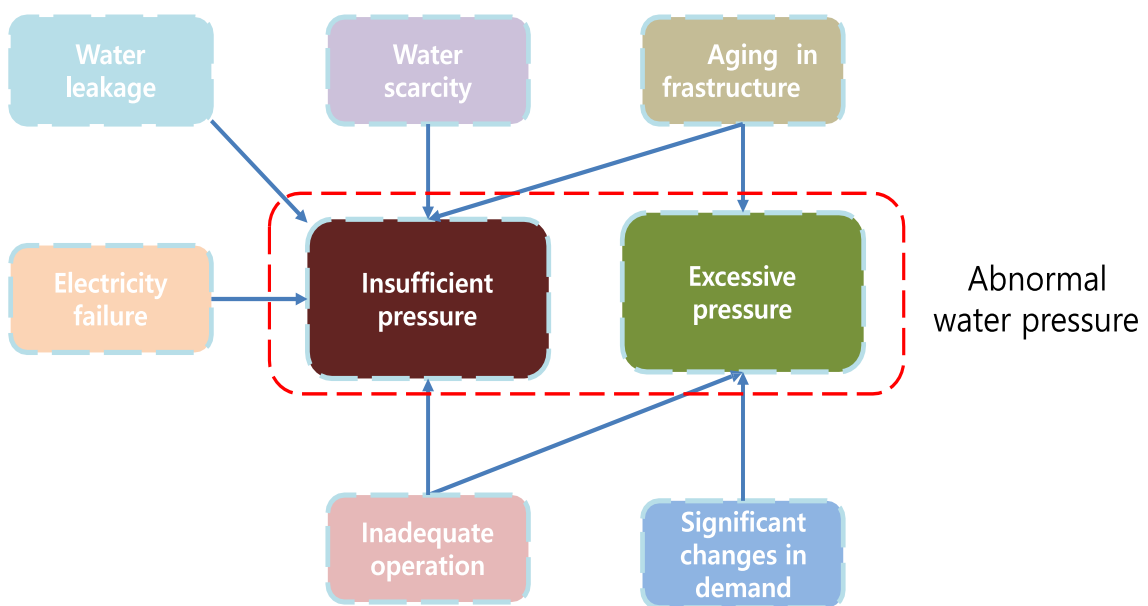 Water
leakage
Water
scarcity
Aging in
frastructure
Electricity
failure
Insufficient
pressure
Excessive
pressure
Abnormal
water pressure
Inadequate
operation
Significant
changes in
demand